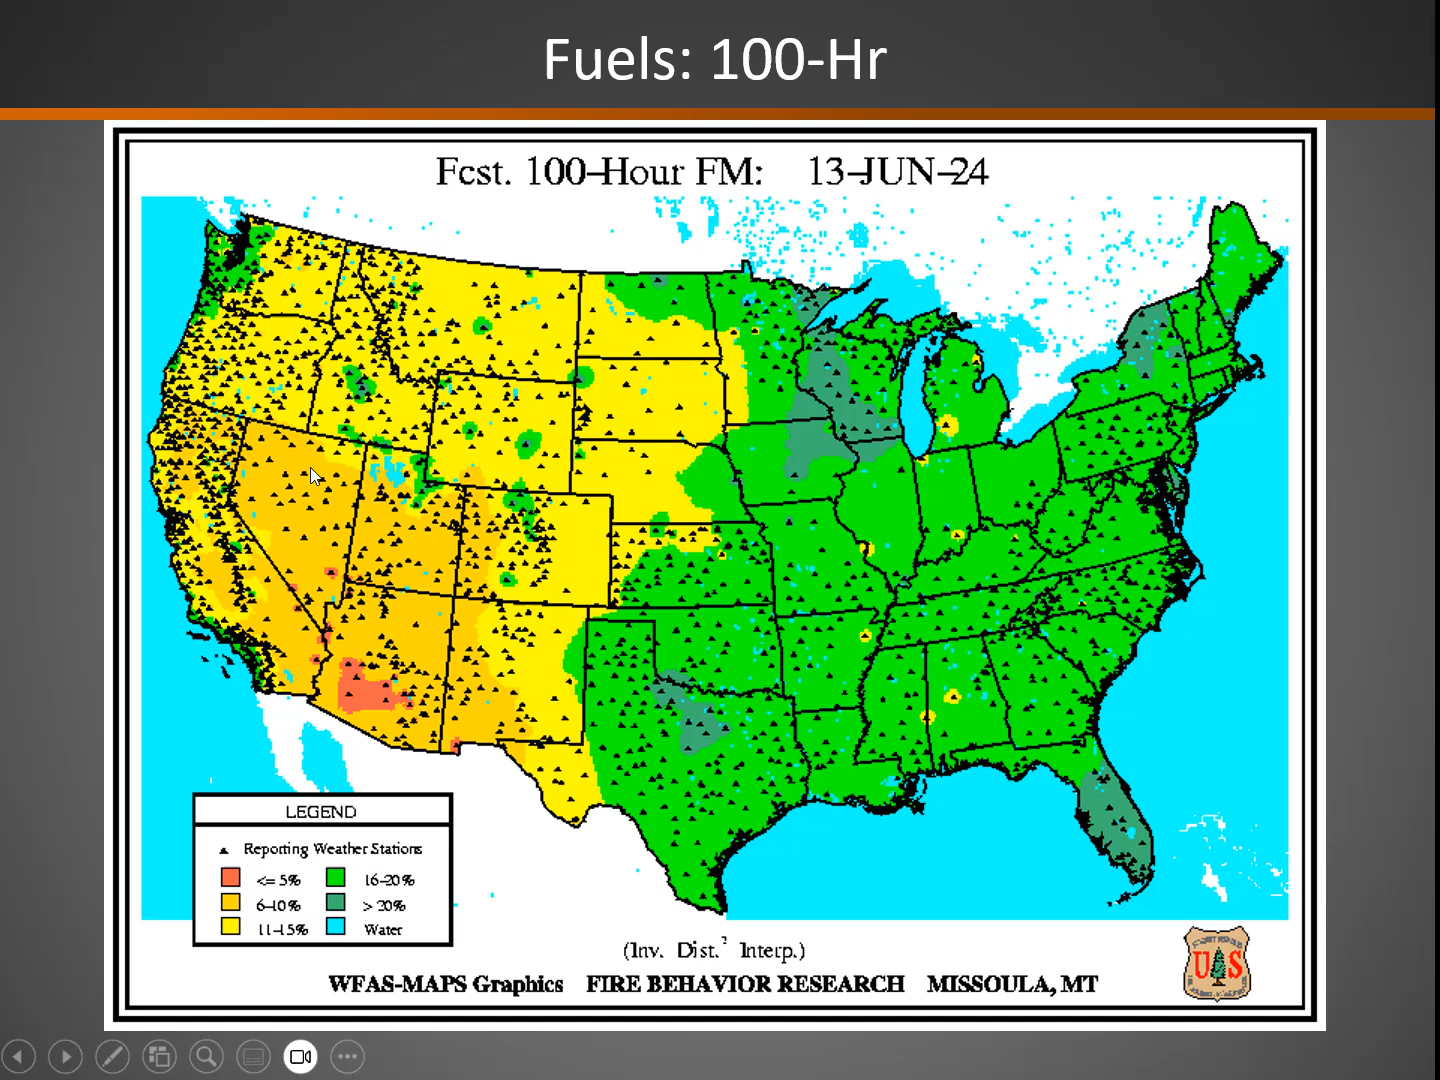 Fuels: 100-Hr
Fcst. 100-Hour FM: 13-JUN-24
LEGEND
Reporting Weather Stations
<= 5% 16-20%
6-10% > 20%
11-15% Water
(Inv. Dist.² Interp.)
WFAS-MAPS Graphics FIRE BEHAVIOR RESEARCH MISSOULA, MT
US